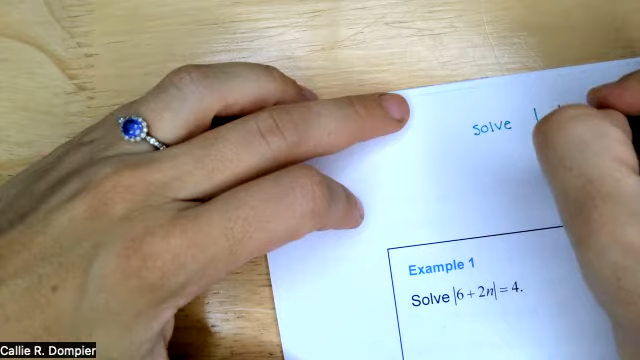 solve |
Example 1
Solve |6 + 2n| = 4.
Callie R. Dompier